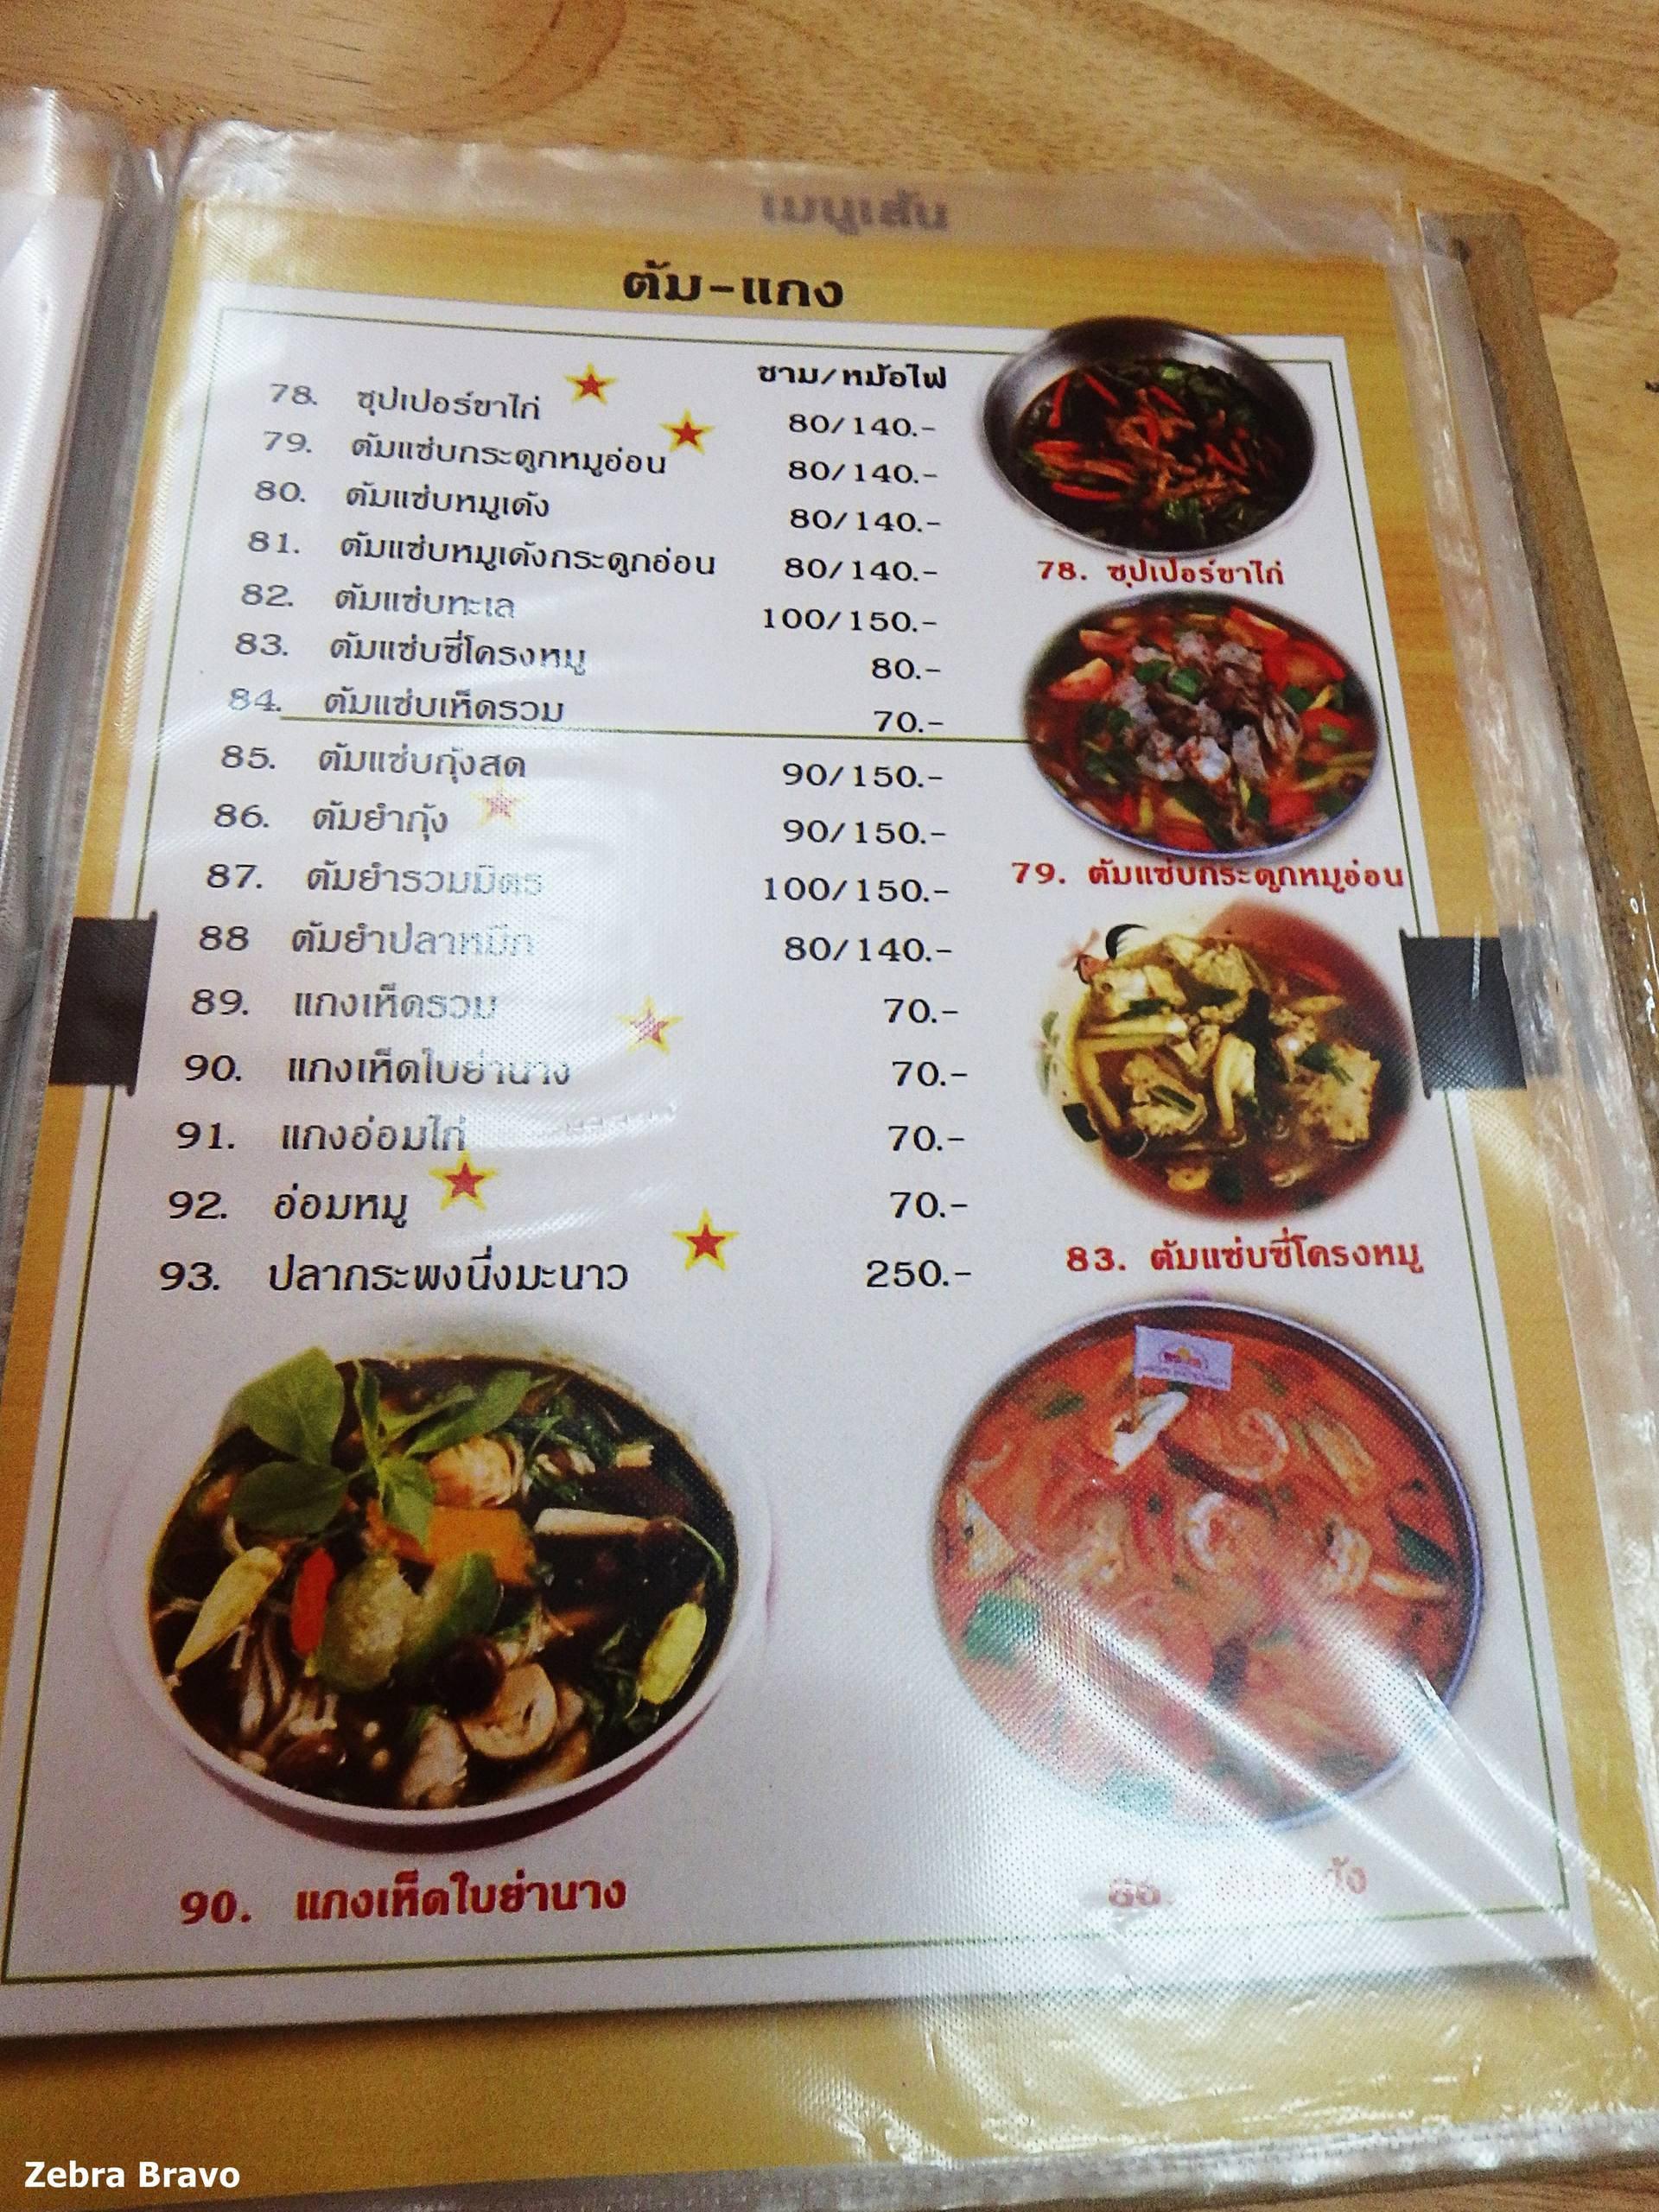 เมนูเส้น
ต้ม-แกง
ชาม/หม้อไฟ
78. ซุปเปอร์ขาไก่ 80/140.-
79. ต้มแซ่บกระดูกหมูอ่อน 80/140.-
80. ต้มแซ่บหมูเด้ง 80/140.-
81. ต้มแซ่บหมูเด้งกระดูกอ่อน 80/140.-
82. ต้มแซ่บทะเล 100/150.-
83. ต้มแซ่บซี่โครงหมู 80.-
84. ต้มแซ่บเห็ดรวม 70.-
85. ต้มแซ่บกุ้งสด 90/150.-
86. ต้มยำกุ้ง 90/150.-
87. ต้มยำรวมมิตร 100/150.-
88 ต้มยำปลาหมึก 80/140.-
89. แกงเห็ดรวม 70.-
90. แกงเห็ดใบย่านาง 70.-
91. แกงอ่อมไก่ 70.-
92. อ่อมหมู 70.-
93. ปลากระพงนึ่งมะนาว 250.-
78. ซุปเปอร์ขาไก่
79. ต้มแซ่บกระดูกหมูอ่อน
83. ต้มแซ่บซี่โครงหมู
90. แกงเห็ดใบย่านาง
86.
Zebra Bravo